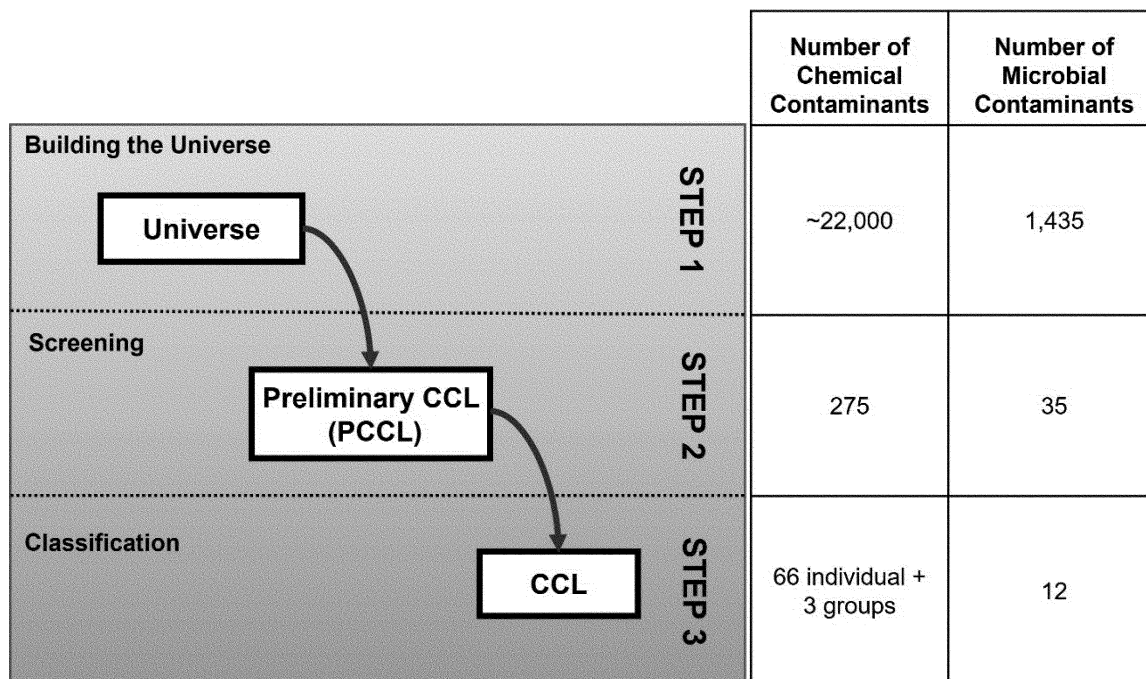 Number of
Chemical
Contaminants
Number of
Microbial
Contaminants
Building the Universe
Universe
STEP 1
~22,000
1,435
Screening
Preliminary CCL
(PCCL)
STEP 2
275
35
Classification
CCL
STEP 3
66 individual +
3 groups
12